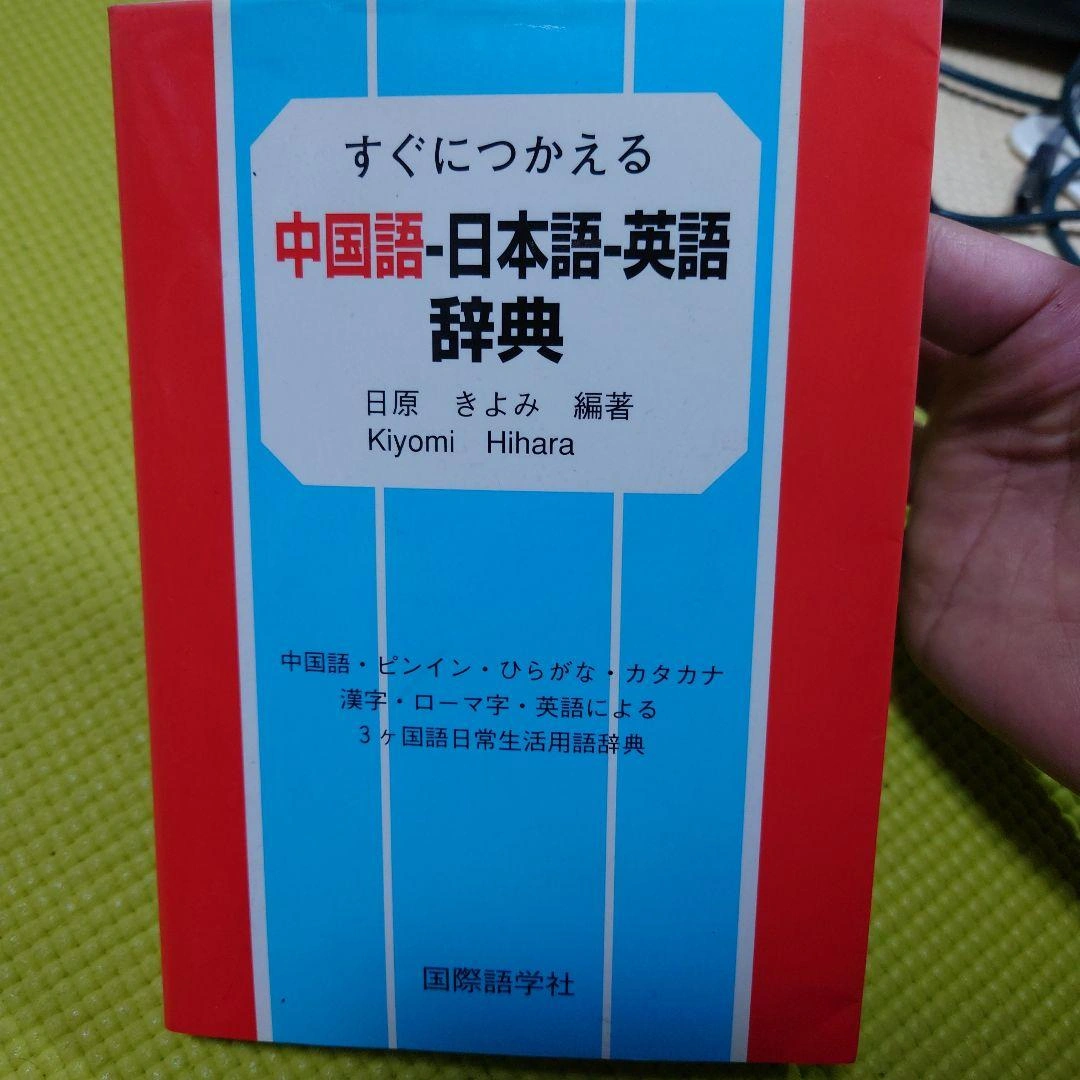 すぐにつかえる
中国語-日本語-英語
辞典
日原 きよみ 編著
Kiyomi Hihara
中国語・ピンイン・ひらがな・カタカナ
漢字・ローマ字・英語による
3ヶ国語日常生活用語辞典
国際語学社